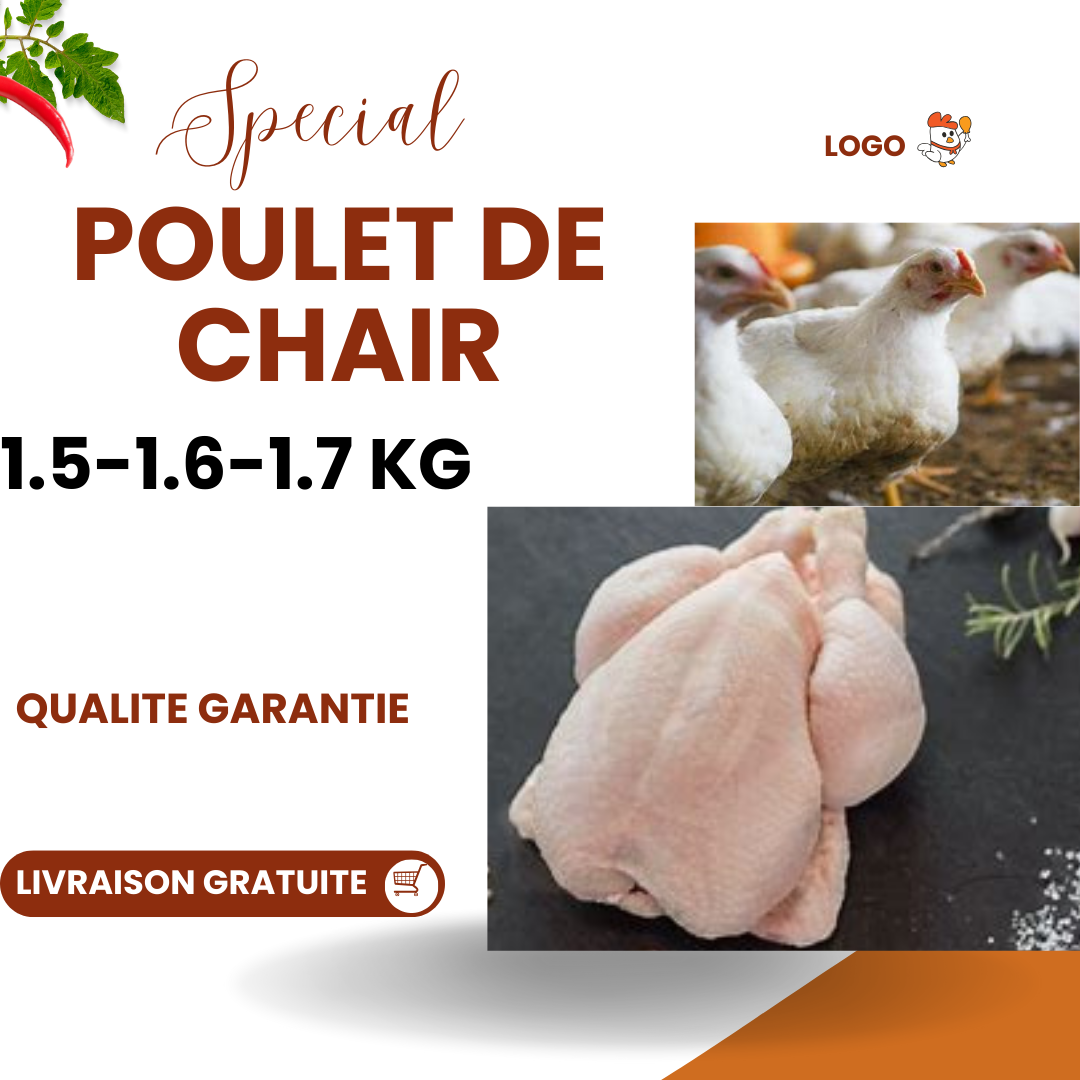 Special
LOGO
POULET DE
CHAIR
1.5-1.6-1.7 KG
QUALITE GARANTIE
LIVRAISON GRATUITE